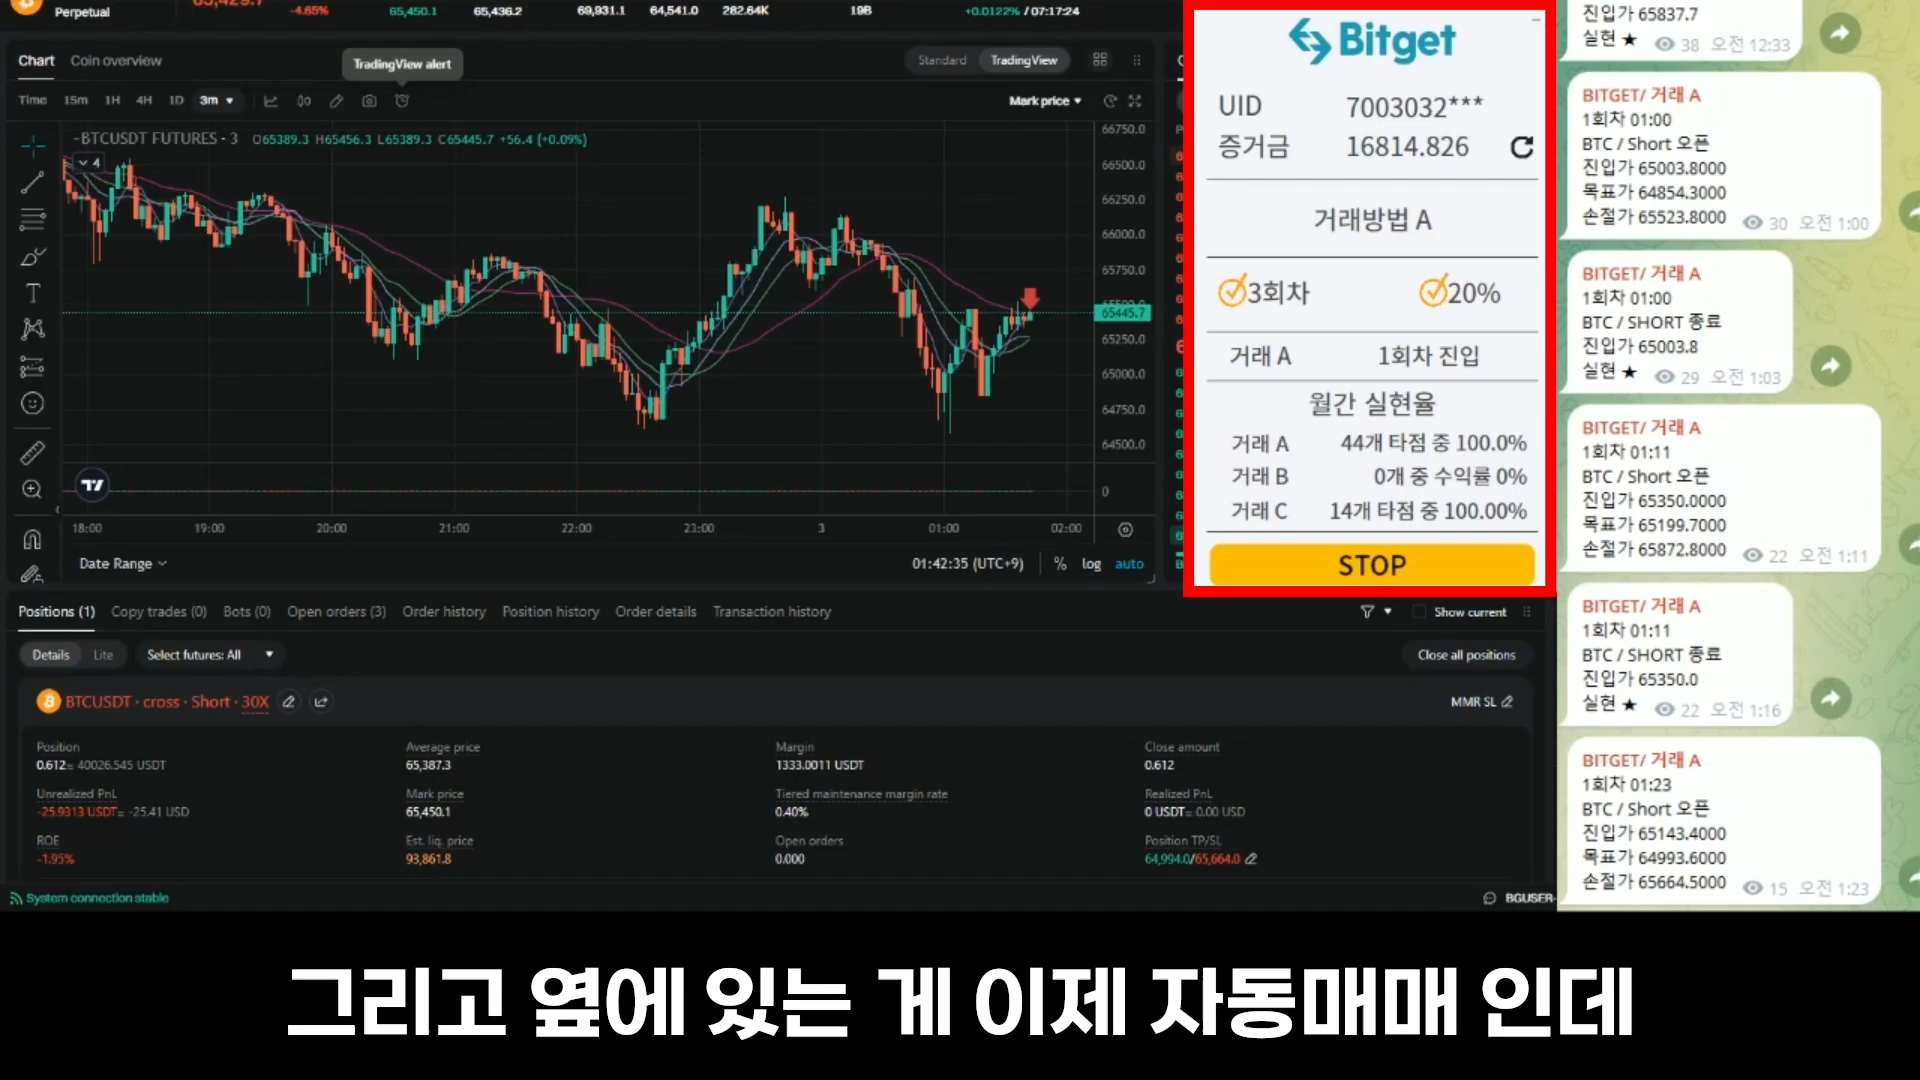 Perpetual
-4.65%
65,450.1
65,436.2
69,931.1
64,541.0
282.64K
19B
+0.0122% / 07:17:24
Chart
Coin overview
TradingView alert
Standard
TradingView
Time 15m 1H 4H 1D 3m
Mark price
BTCUSDT FUTURES · 3 O65389.3 H65456.3 L65389.3 C65445.7 +56.4 (+0.09%)
4
66750.0
66500.0
66250.0
66000.0
65750.0
65500.0
65445.7
65250.0
65000.0
64750.0
64500.0
0
18:00 19:00 20:00 21:00 22:00 23:00 3 01:00 02:00
Date Range
01:42:35 (UTC+9) % log auto
Positions (1) Copy trades (0) Bots (0) Open orders (3) Order history Position history Order details Transaction history
Show current
Details Lite Select futures: All
Close all positions
BTCUSDT · cross · Short · 30X
MMR SL
Position
0.612≈ 40026.545 USDT
Average price
65,387.3
Margin
1333.0011 USDT
Close amount
0.612
Unrealized PnL
-25.9313 USDT≈ -25.41 USD
Mark price
65,450.1
Tiered maintenance margin rate
0.40%
Realized PnL
0 USDT≈ 0.00 USD
ROE
-1.95%
Est. liq. price
93,861.8
Open orders
0.000
Position TP/SL
64,994.0/65,664.0
System connection stable
BGUSER-
Bitget
UID 7003032***
증거금 16814.826
거래방법 A
3회차 20%
거래 A 1회차 진입
월간 실현율
거래 A 44개 타점 중 100.0%
거래 B 0개 중 수익률 0%
거래 C 14개 타점 중 100.00%
STOP
진입가 65837.7
실현 ★ 38 오전 12:33
BITGET/ 거래 A
1회차 01:00
BTC / Short 오픈
진입가 65003.8000
목표가 64854.3000
손절가 65523.8000 30 오전 1:00
BITGET/ 거래 A
1회차 01:00
BTC / SHORT 종료
진입가 65003.8
실현 ★ 29 오전 1:03
BITGET/ 거래 A
1회차 01:11
BTC / Short 오픈
진입가 65350.0000
목표가 65199.7000
손절가 65872.8000 22 오전 1:11
BITGET/ 거래 A
1회차 01:11
BTC / SHORT 종료
진입가 65350.0
실현 ★ 22 오전 1:16
BITGET/ 거래 A
1회차 01:23
BTC / Short 오픈
진입가 65143.4000
목표가 64993.6000
손절가 65664.5000 15 오전 1:23
그리고 옆에 있는 게 이제 자동매매 인데